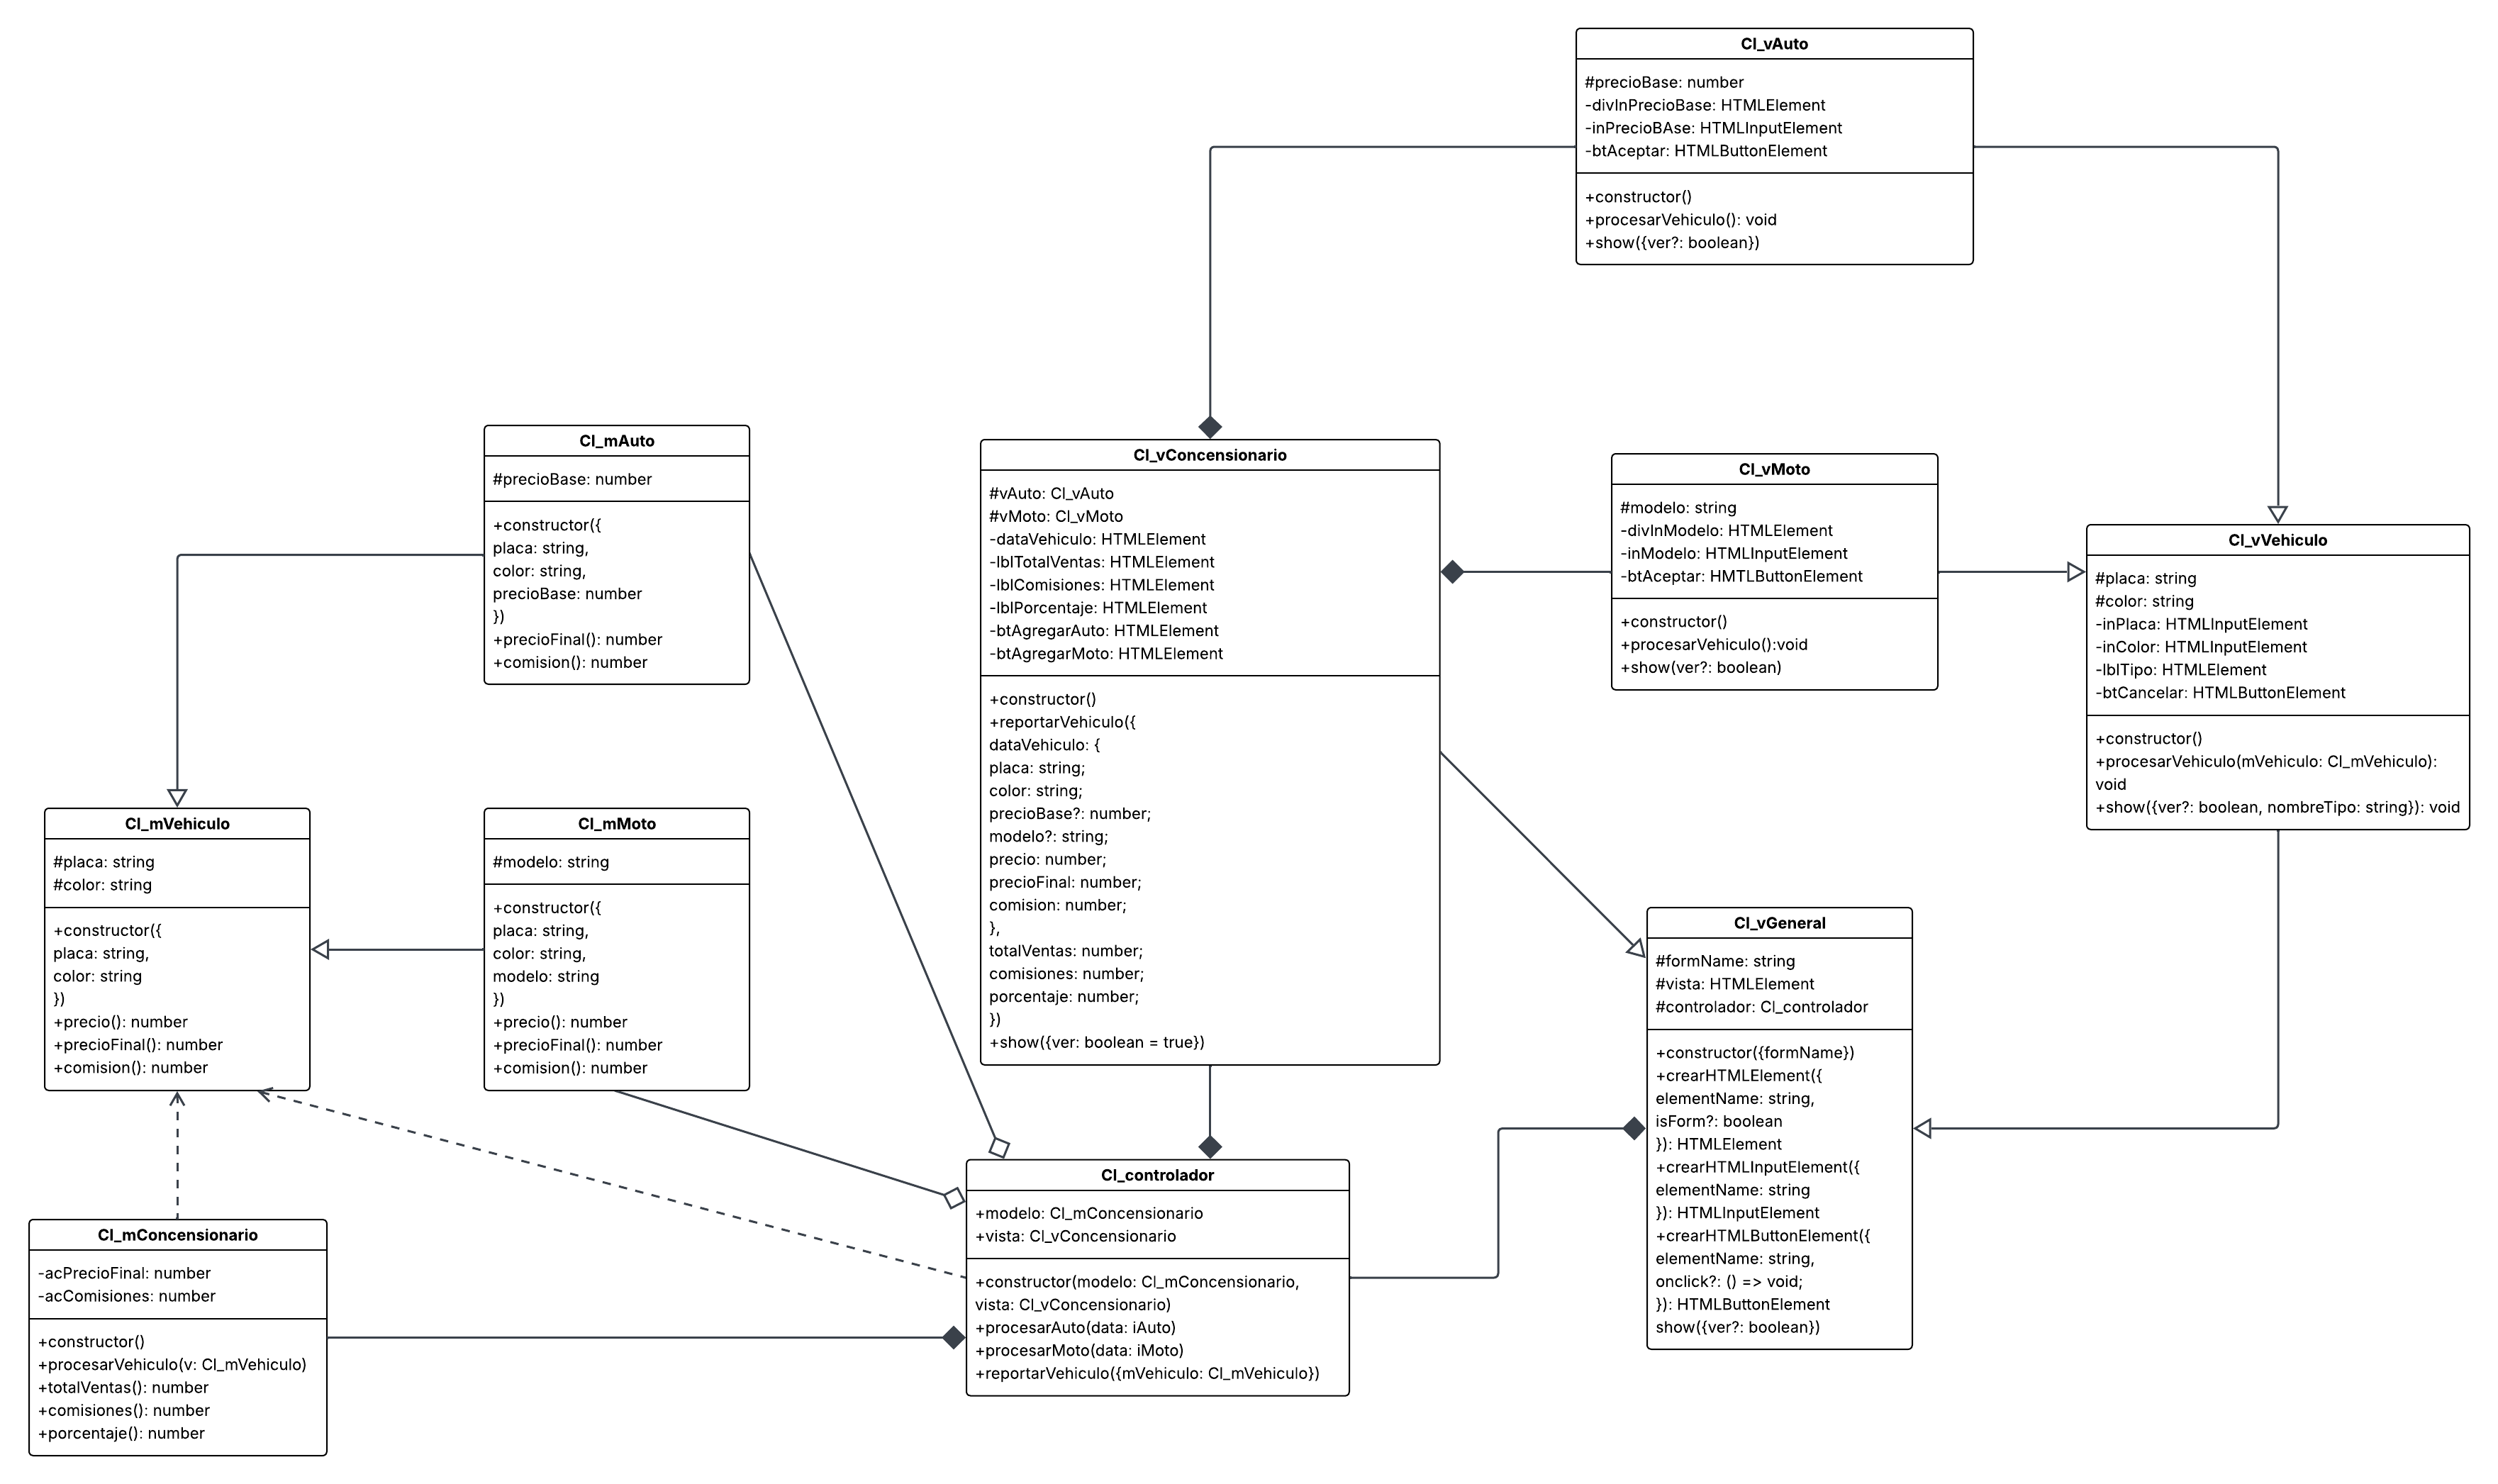 Cl_vAuto
#precioBase: number
-divInPrecioBase: HTMLElement
-inPrecioBAse: HTMLInputElement
-btAceptar: HTMLButtonElement
+constructor()
+procesarVehiculo(): void
+show({ver?: boolean})
Cl_mAuto
#precioBase: number
+constructor({
placa: string,
color: string,
precioBase: number
})
+precioFinal(): number
+comision(): number
Cl_vConcensionario
#vAuto: Cl_vAuto
#vMoto: Cl_vMoto
-dataVehiculo: HTMLElement
-lblTotalVentas: HTMLElement
-lblComisiones: HTMLElement
-lblPorcentaje: HTMLElement
-btAgregarAuto: HTMLElement
-btAgregarMoto: HTMLElement
+constructor()
+reportarVehiculo({
dataVehiculo: {
placa: string;
color: string;
precioBase?: number;
modelo?: string;
precio: number;
precioFinal: number;
comision: number;
},
totalVentas: number;
comisiones: number;
porcentaje: number;
})
+show({ver: boolean = true})
Cl_vMoto
#modelo: string
-divInModelo: HTMLElement
-inModelo: HTMLInputElement
-btAceptar: HMTLButtonElement
+constructor()
+procesarVehiculo():void
+show(ver?: boolean)
Cl_vVehiculo
#placa: string
#color: string
-inPlaca: HTMLInputElement
-inColor: HTMLInputElement
-lblTipo: HTMLElement
-btCancelar: HTMLButtonElement
+constructor()
+procesarVehiculo(mVehiculo: Cl_mVehiculo):
void
+show({ver?: boolean, nombreTipo: string}): void
Cl_mVehiculo
#placa: string
#color: string
+constructor({
placa: string,
color: string
})
+precio(): number
+precioFinal(): number
+comision(): number
Cl_mMoto
#modelo: string
+constructor({
placa: string,
color: string,
modelo: string
})
+precio(): number
+precioFinal(): number
+comision(): number
Cl_vGeneral
#formName: string
#vista: HTMLElement
#controlador: Cl_controlador
+constructor({formName})
+crearHTMLElement({
elementName: string,
isForm?: boolean
}): HTMLElement
+crearHTMLInputElement({
elementName: string
}): HTMLInputElement
+crearHTMLButtonElement({
elementName: string,
onclick?: () => void;
}): HTMLButtonElement
show({ver?: boolean})
Cl_mConcensionario
-acPrecioFinal: number
-acComisiones: number
+constructor()
+procesarVehiculo(v: Cl_mVehiculo)
+totalVentas(): number
+comisiones(): number
+porcentaje(): number
Cl_controlador
+modelo: Cl_mConcensionario
+vista: Cl_vConcensionario
+constructor(modelo: Cl_mConcensionario,
vista: Cl_vConcensionario)
+procesarAuto(data: iAuto)
+procesarMoto(data: iMoto)
+reportarVehiculo({mVehiculo: Cl_mVehiculo})